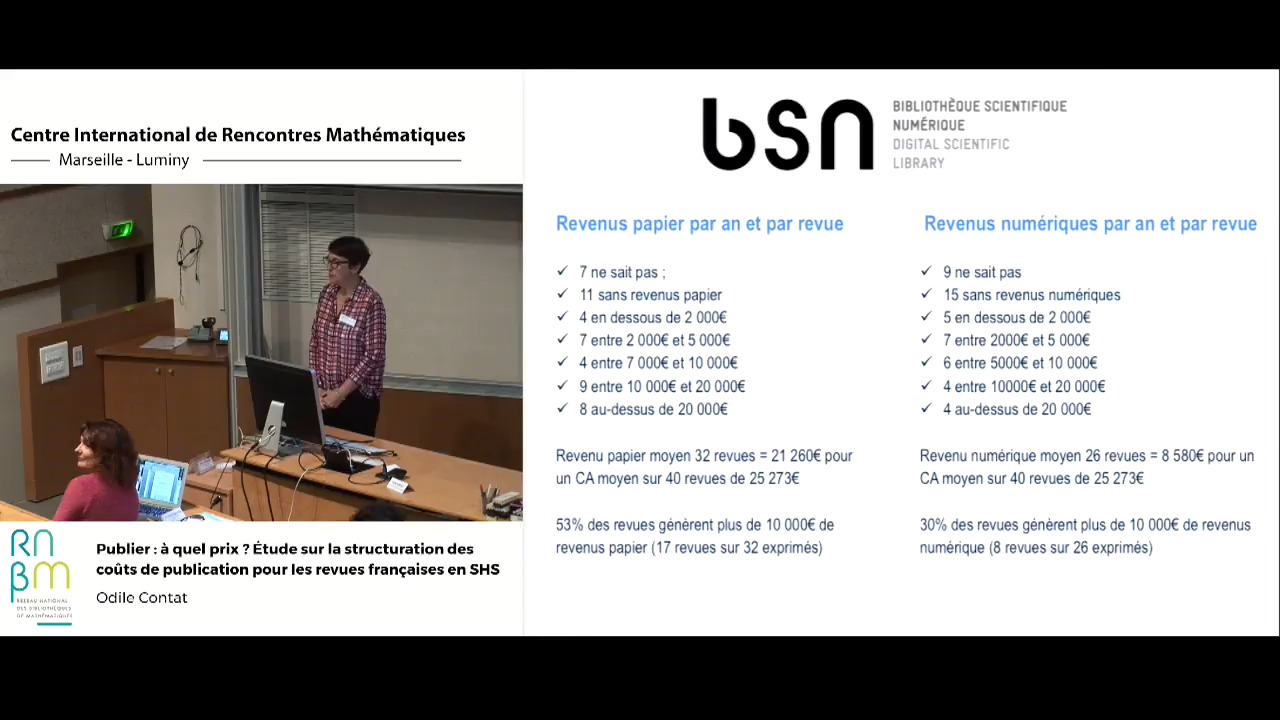 Centre International de Rencontres Mathématiques
Marseille - Luminy
Publier : à quel prix ? Étude sur la structuration des
coûts de publication pour les revues françaises en SHS
Odile Contat
RNBM
RÉSEAU NATIONAL
DES BIBLIOTHÈQUES
DE MATHÉMATIQUES
bsn
BIBLIOTHÈQUE SCIENTIFIQUE
NUMÉRIQUE
DIGITAL SCIENTIFIC
LIBRARY
Revenus papier par an et par revue
✓ 7 ne sait pas ;
✓ 11 sans revenus papier
✓ 4 en dessous de 2 000€
✓ 7 entre 2 000€ et 5 000€
✓ 4 entre 7 000€ et 10 000€
✓ 9 entre 10 000€ et 20 000€
✓ 8 au-dessus de 20 000€
Revenu papier moyen 32 revues = 21 260€ pour
un CA moyen sur 40 revues de 25 273€
53% des revues génèrent plus de 10 000€ de
revenus papier (17 revues sur 32 exprimés)
Revenus numériques par an et par revue
✓ 9 ne sait pas
✓ 15 sans revenus numériques
✓ 5 en dessous de 2 000€
✓ 7 entre 2000€ et 5 000€
✓ 6 entre 5000€ et 10 000€
✓ 4 entre 10000€ et 20 000€
✓ 4 au-dessus de 20 000€
Revenu numérique moyen 26 revues = 8 580€ pour un
CA moyen sur 40 revues de 25 273€
30% des revues génèrent plus de 10 000€ de revenus
numérique (8 revues sur 26 exprimés)